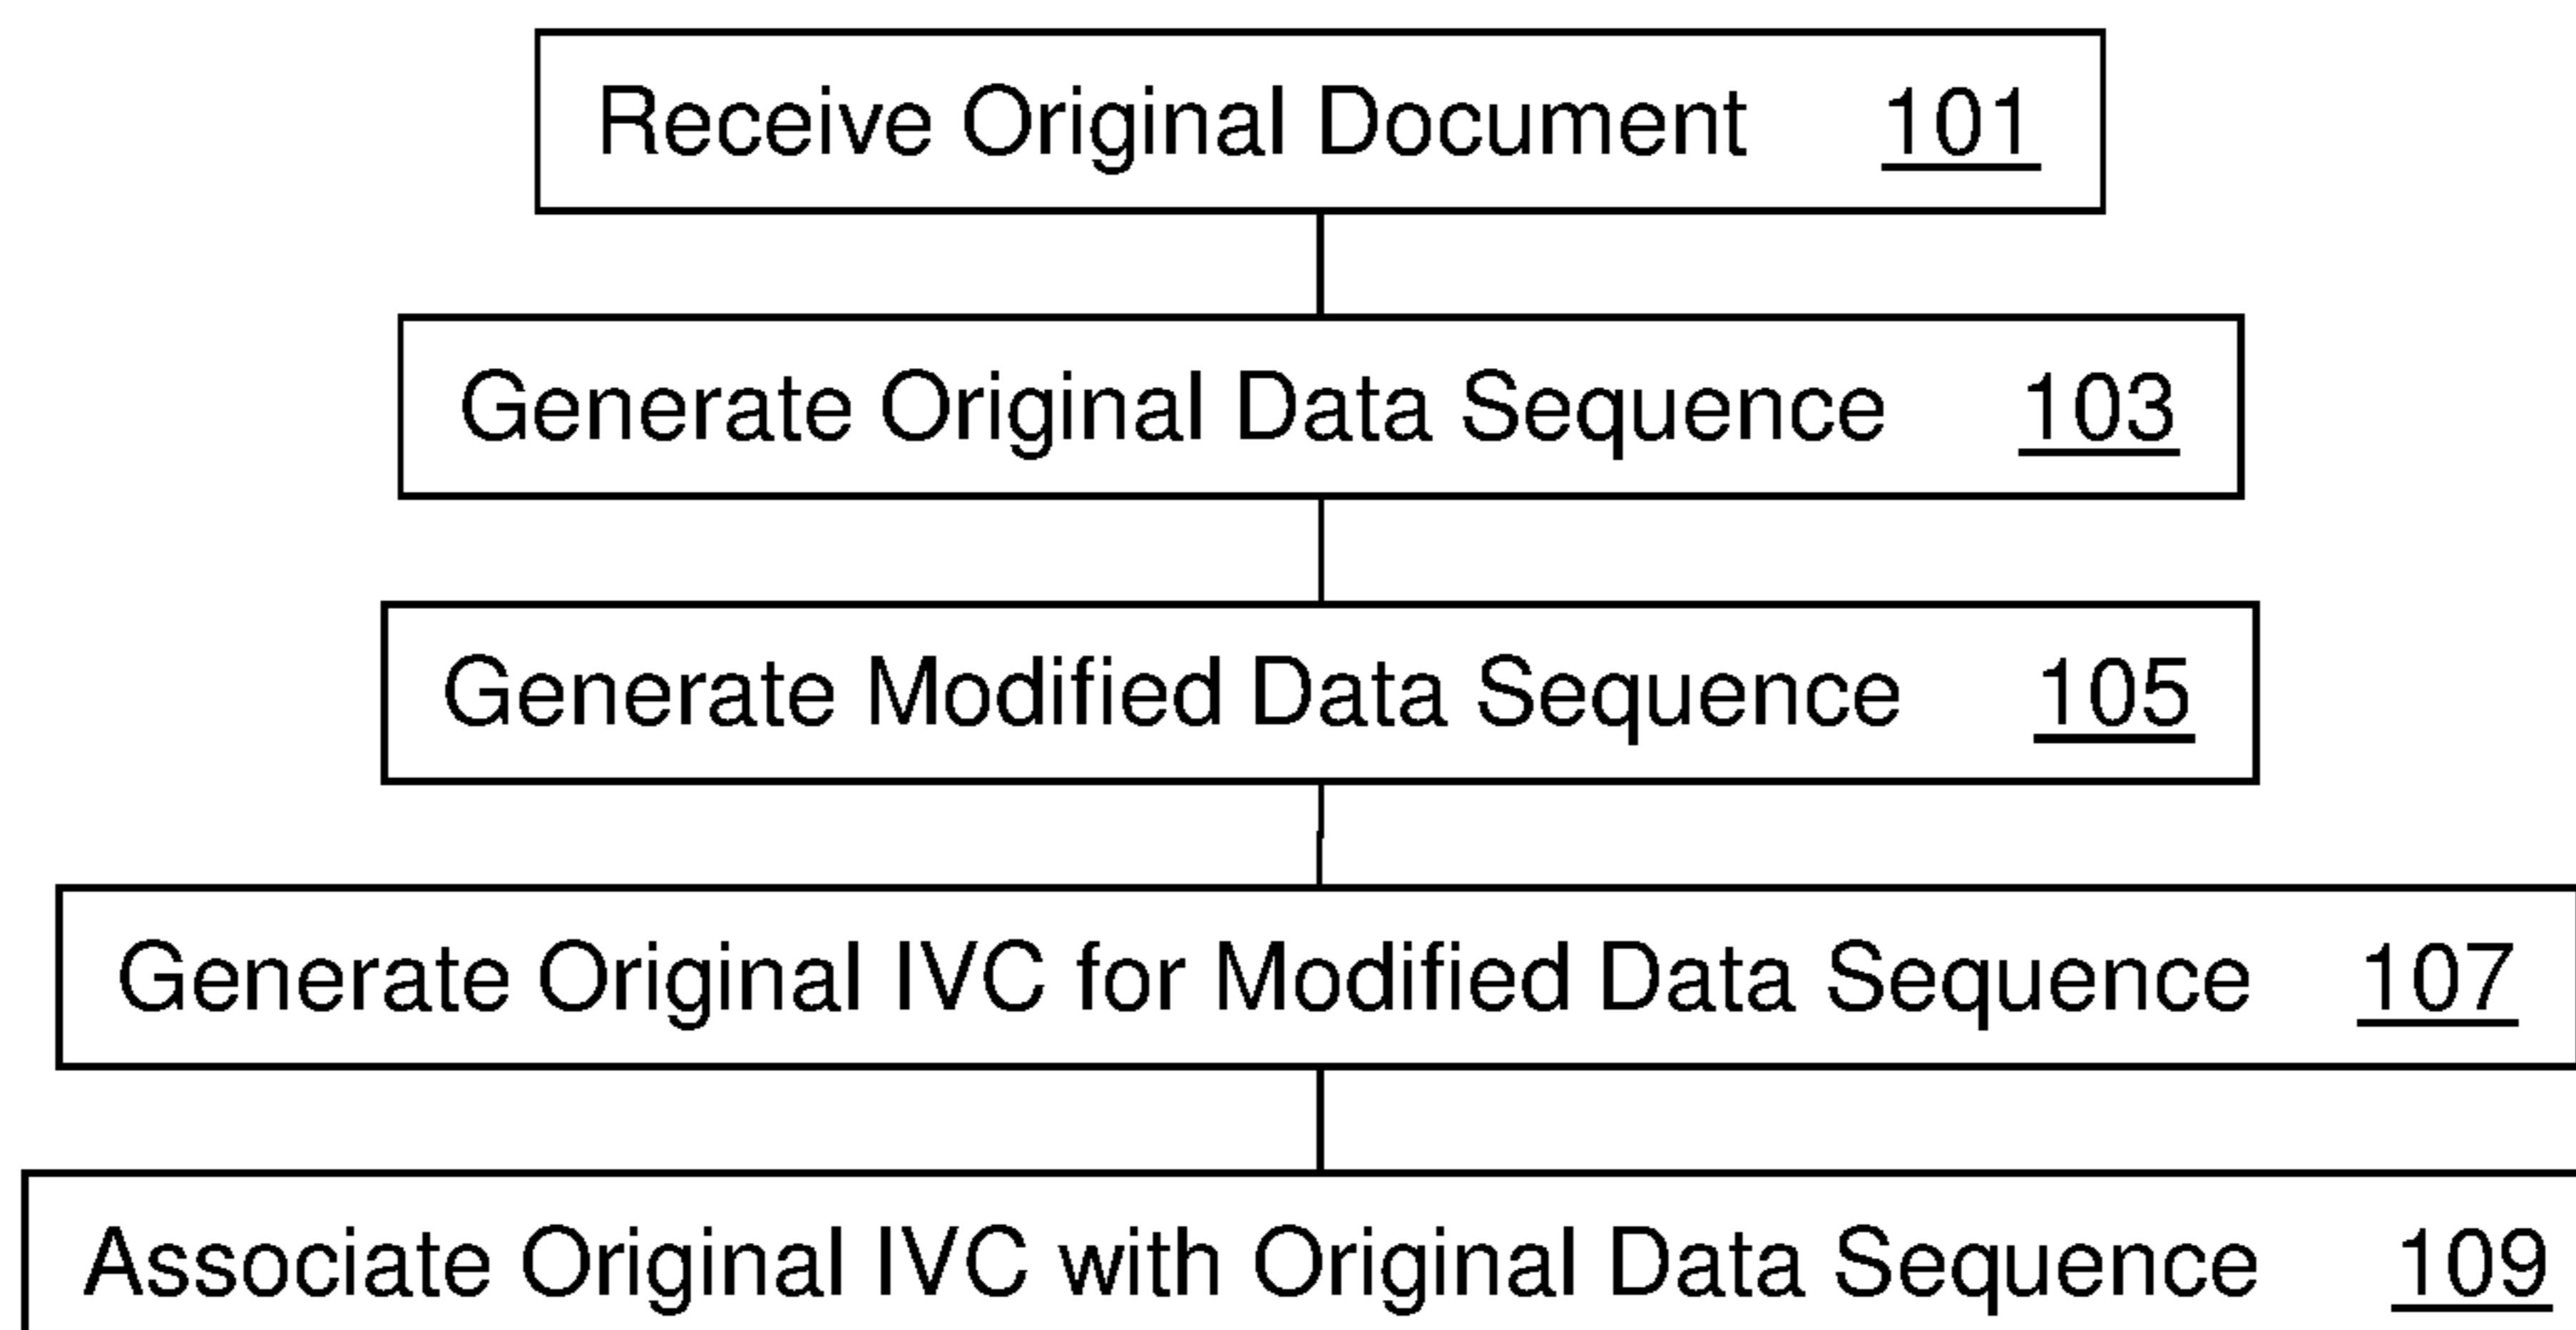 Receive Original Document 101
Generate Original Data Sequence 103
Generate Modified Data Sequence 105
Generate Original IVC for Modified Data Sequence 107
Associate Original IVC with Original Data Sequence 109